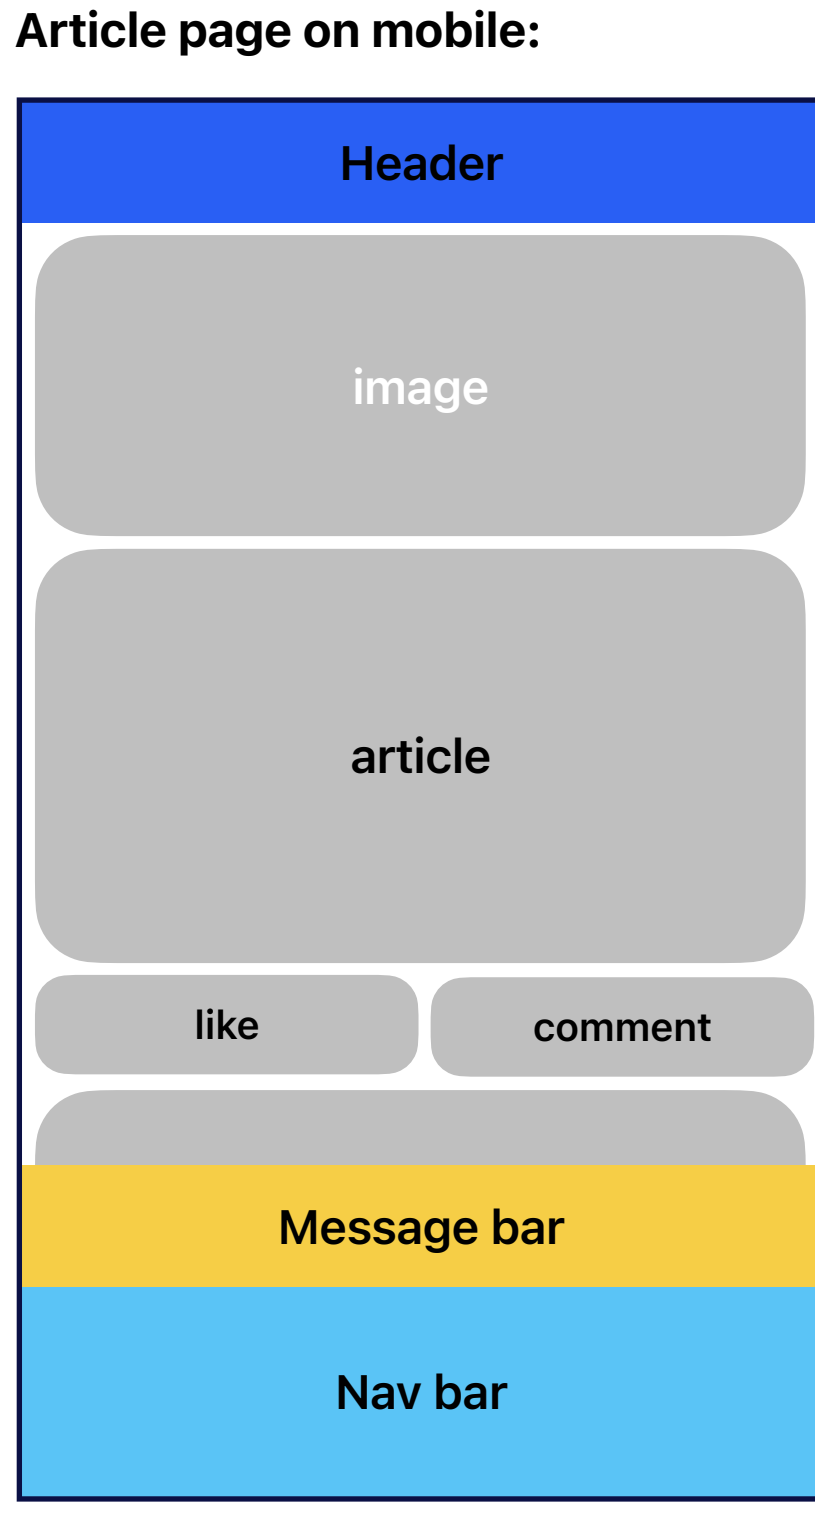 Article page on mobile:
Header
image
article
like
comment
Message bar
Nav bar